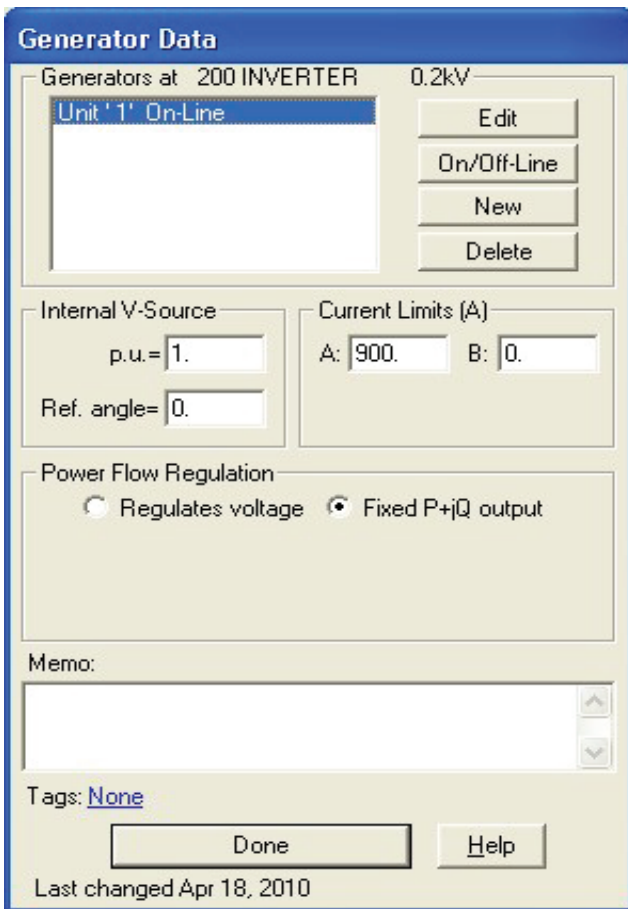 Generator Data
Generators at 200 INVERTER 0.2kV
Unit ' 1' On-Line
Edit
On/Off-Line
New
Delete
Internal V-Source
p.u.= 1.
Ref. angle= 0.
Current Limits (A)
A: 900. B: 0.
Power Flow Regulation
Regulates voltage Fixed P+jQ output
Memo:
Tags: None
Done Help
Last changed Apr 18, 2010